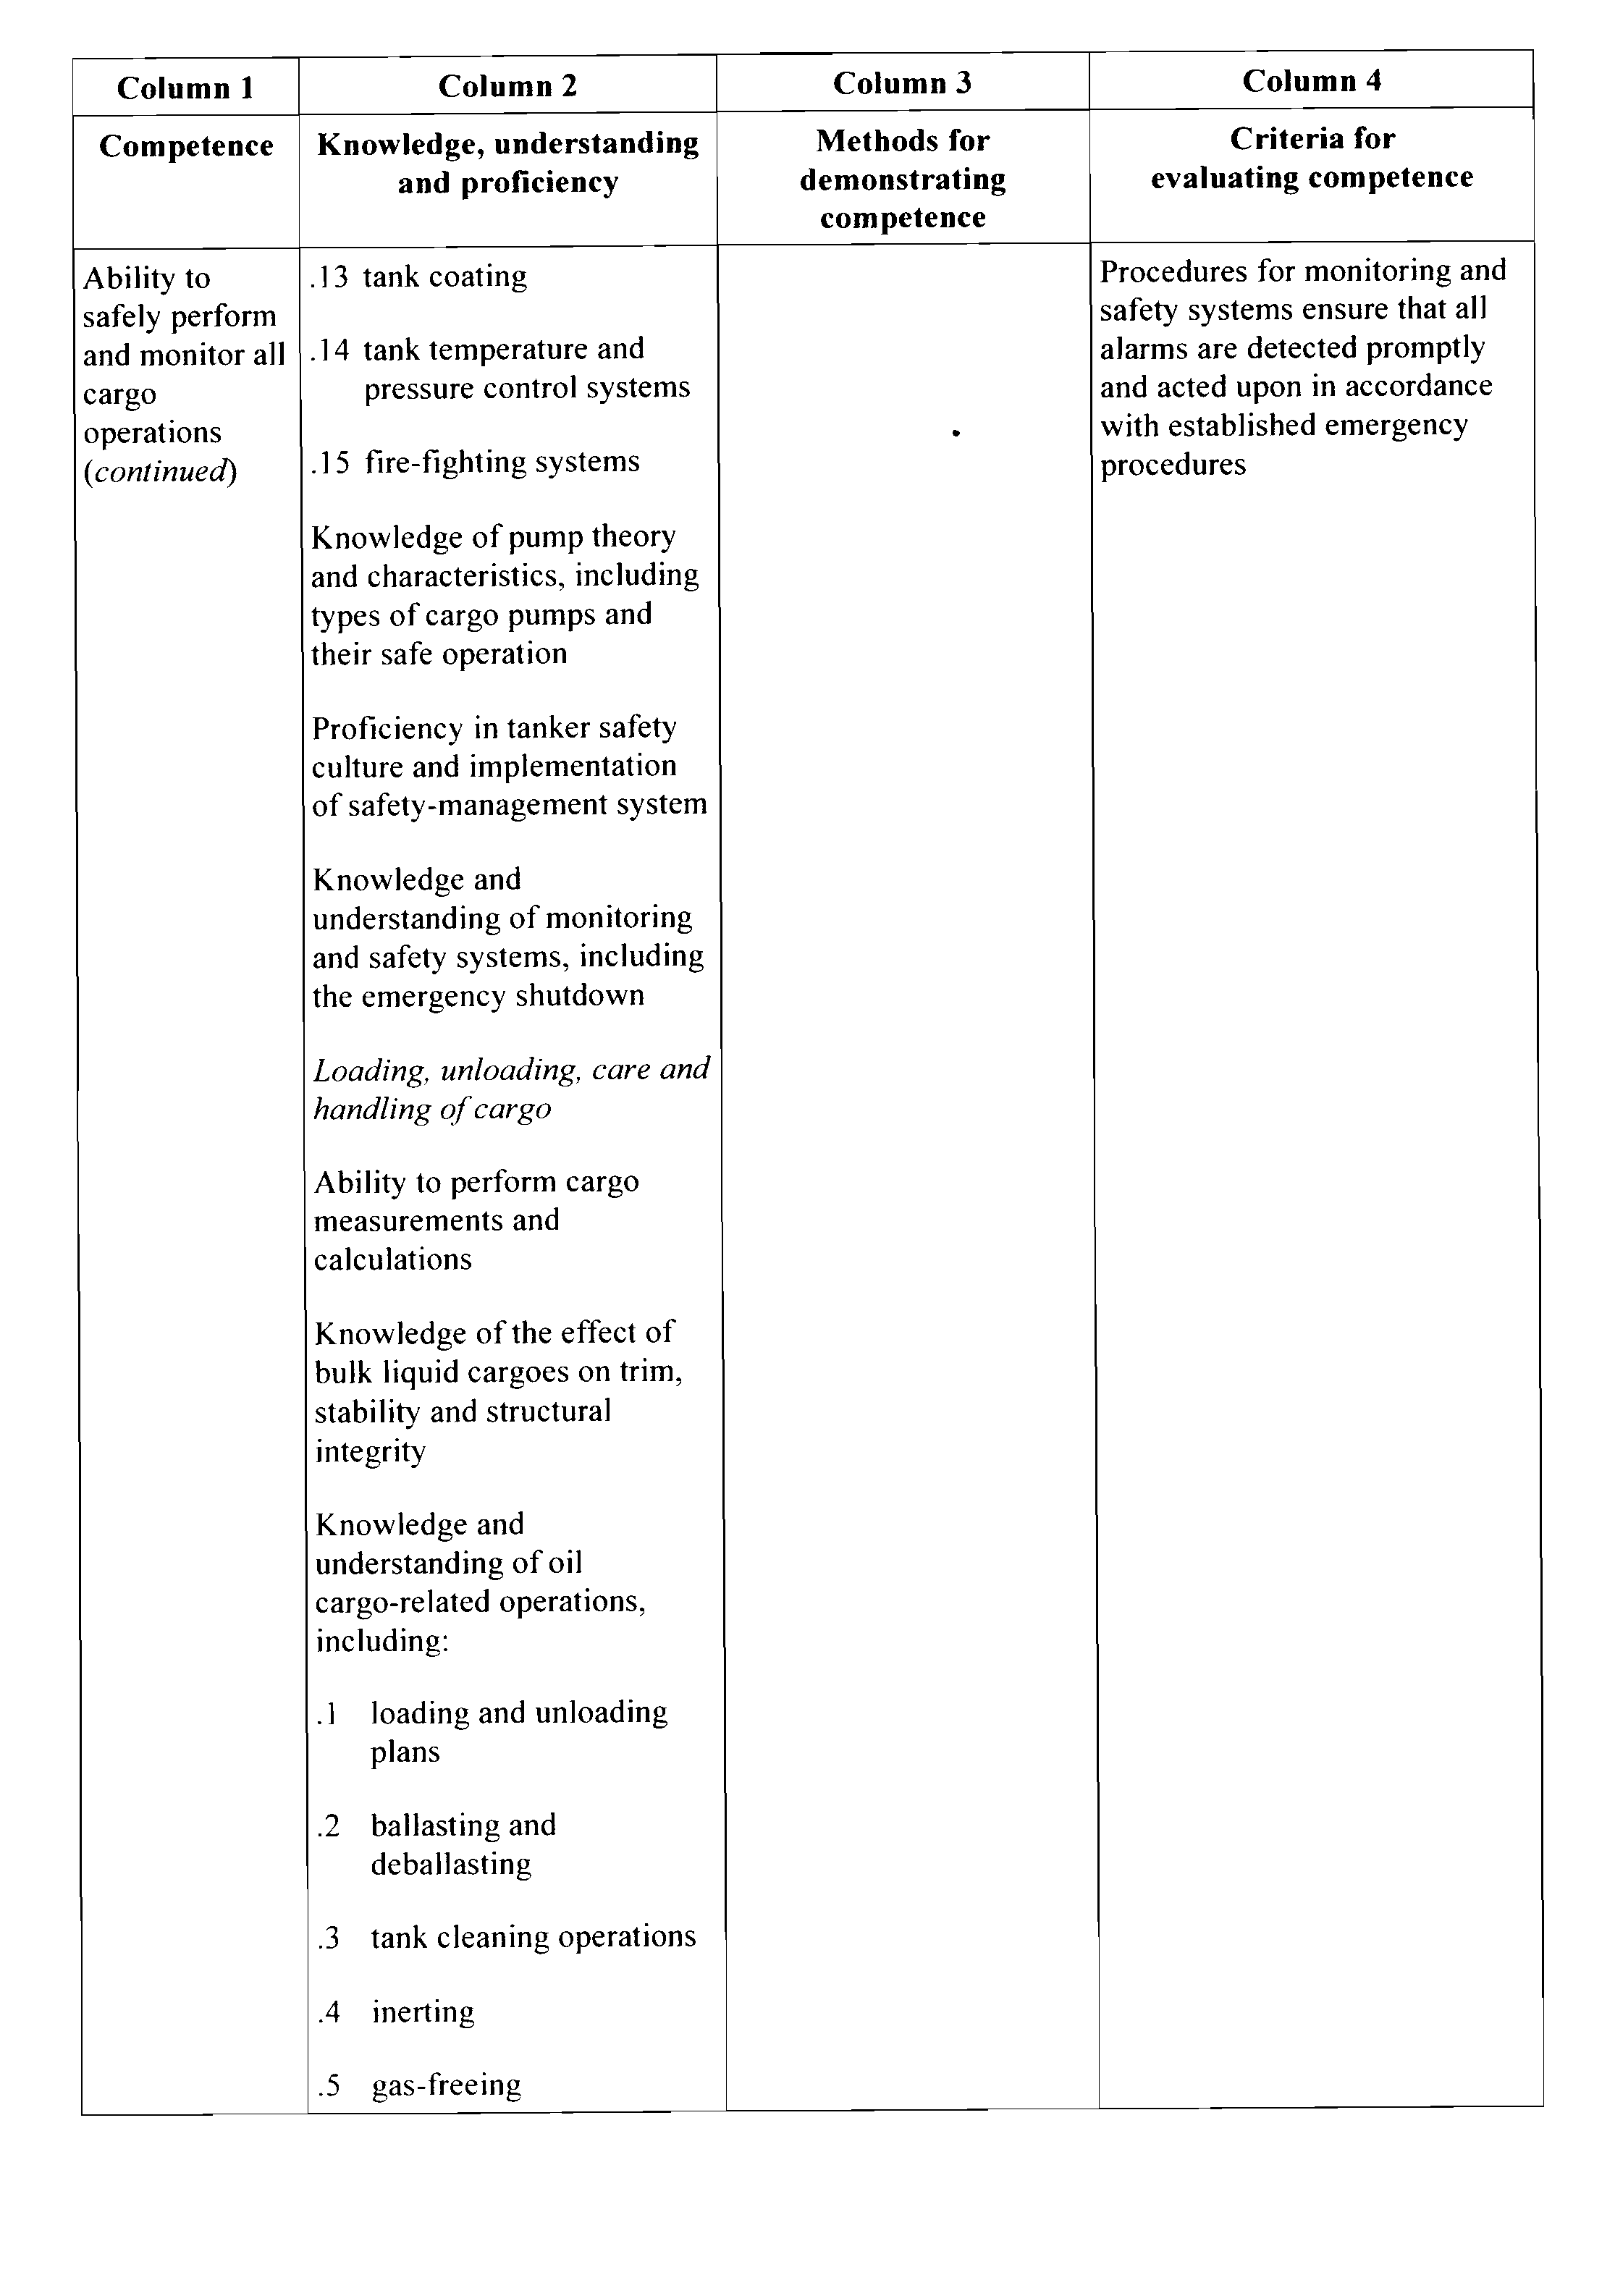 Column 1
Column 2
Column 3
Column 4
Competence
Knowledge, understanding
and proficiency
Methods for
demonstrating
competence
Criteria for
evaluating competence
Ability to
safely perform
and monitor all
cargo
operations
(continued)
.13 tank coating
.14 tank temperature and
pressure control systems
.15 fire-fighting systems
Knowledge of pump theory
and characteristics, including
types of cargo pumps and
their safe operation
Proficiency in tanker safety
culture and implementation
of safety-management system
Knowledge and
understanding of monitoring
and safety systems, including
the emergency shutdown
Loading, unloading, care and
handling of cargo
Ability to perform cargo
measurements and
calculations
Knowledge of the effect of
bulk liquid cargoes on trim,
stability and structural
integrity
Knowledge and
understanding of oil
cargo-related operations,
including:
.1 loading and unloading
plans
.2 ballasting and
deballasting
.3 tank cleaning operations
.4 inerting
.5 gas-freeing
Procedures for monitoring and
safety systems ensure that all
alarms are detected promptly
and acted upon in accordance
with established emergency
procedures